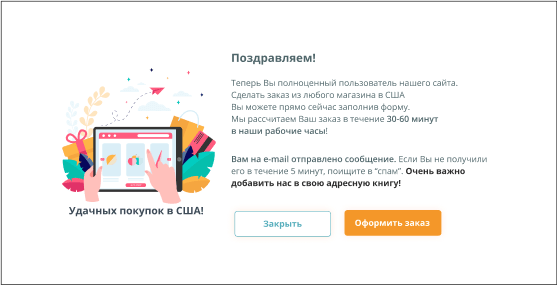 Поздравляем!
Теперь Вы полноценный пользователь нашего сайта.
Сделать заказ из любого магазина в США
Вы можете прямо сейчас заполнив форму.
Мы рассчитаем Ваш заказ в течение 30-60 минут
в наши рабочие часы!
Вам на e-mail отправлено сообщение. Если Вы не получили
его в течение 5 минут, поищите в “спам”. Очень важно
добавить нас в свою адресную книгу!
Удачных покупок в США!
Закрыть
Оформить заказ